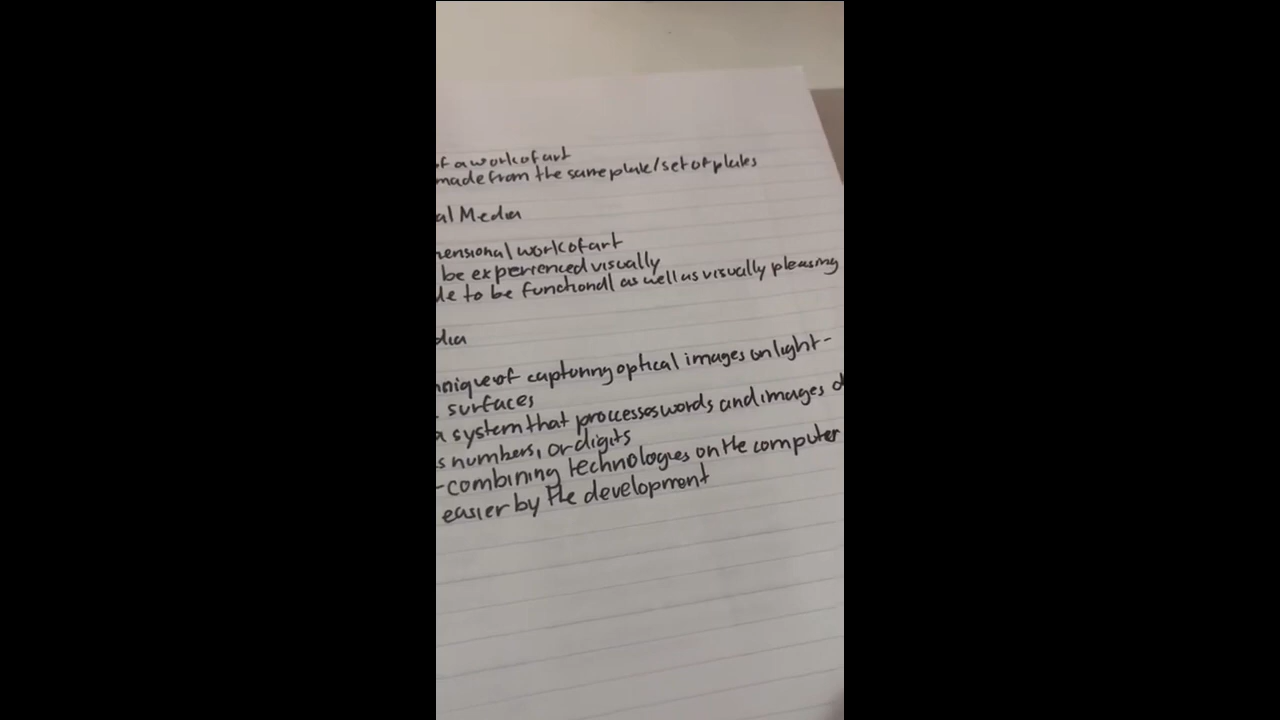 of a work of art
made from the same plate/set of plates
al Media
mensional work of art
be experienced visually
de to be functional as well as visually pleasing
dia
nique of capturing optical images on light-
surfaces
a system that processes words and images d
s numbers, or digits
-combining technologies on the computer
easier by the development